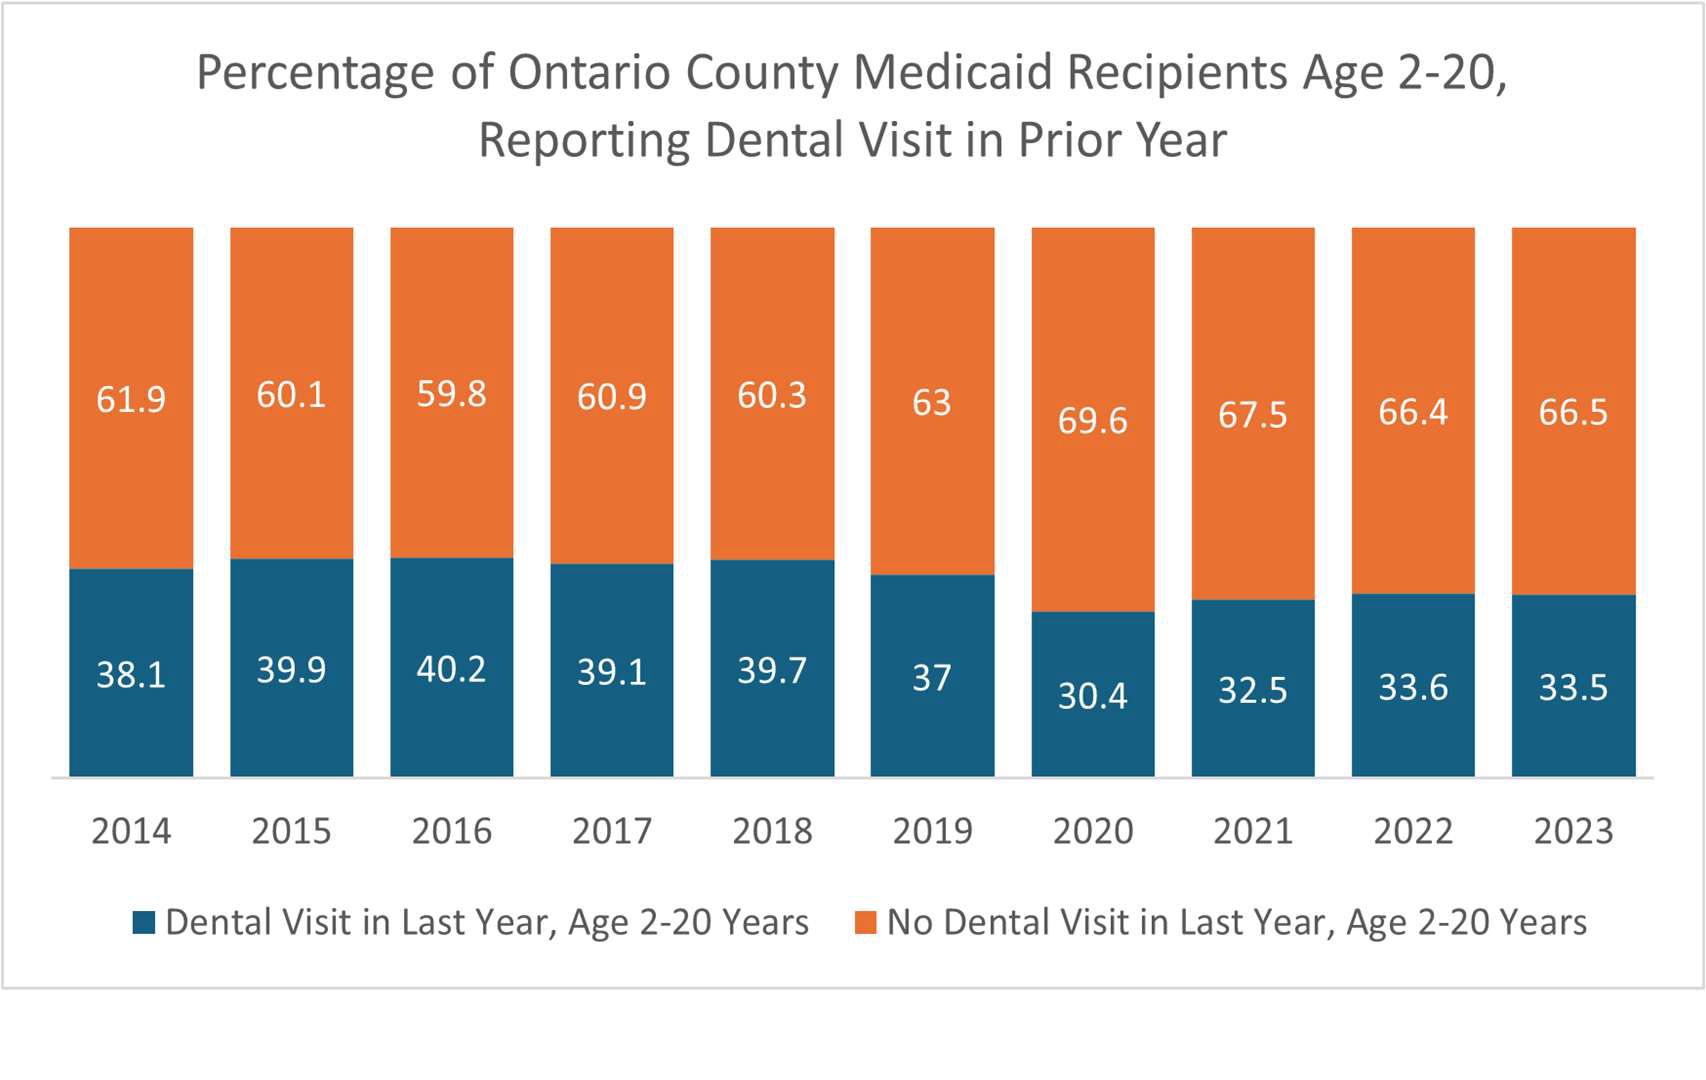 Percentage of Ontario County Medicaid Recipients Age 2-20,
Reporting Dental Visit in Prior Year
61.9 60.1 59.8 60.9 60.3 63 69.6 67.5 66.4 66.5
38.1 39.9 40.2 39.1 39.7 37 30.4 32.5 33.6 33.5
2014 2015 2016 2017 2018 2019 2020 2021 2022 2023
Dental Visit in Last Year, Age 2-20 Years No Dental Visit in Last Year, Age 2-20 Years